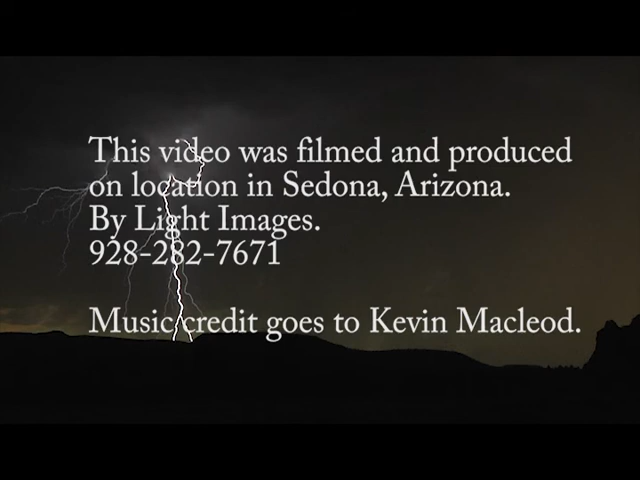 This video was filmed and produced
on location in Sedona, Arizona.
By Light Images.
928-282-7671
Music credit goes to Kevin Macleod.